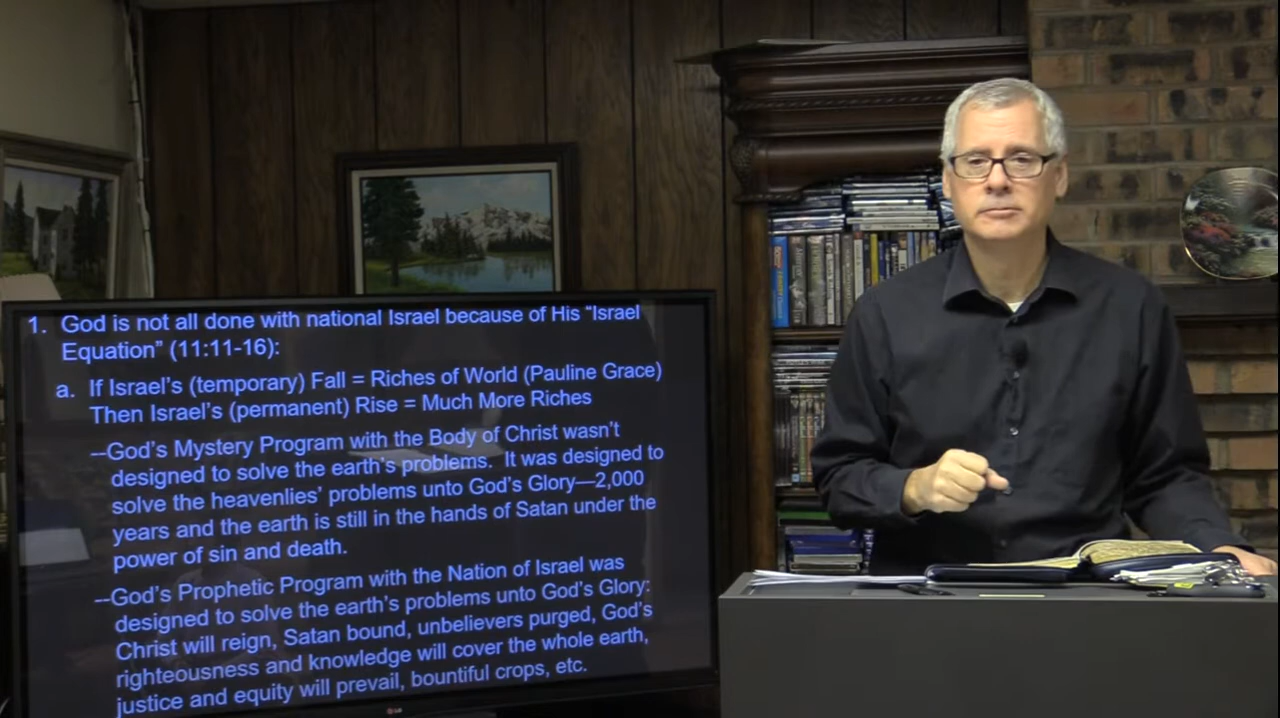 1. God is not all done with national Israel because of His “Israel
Equation” (11:11-16):
a. If Israel’s (temporary) Fall = Riches of World (Pauline Grace)
Then Israel’s (permanent) Rise = Much More Riches
--God’s Mystery Program with the Body of Christ wasn’t
designed to solve the earth’s problems. It was designed to
solve the heavenlies’ problems unto God’s Glory—2,000
years and the earth is still in the hands of Satan under the
power of sin and death.
--God’s Prophetic Program with the Nation of Israel was
designed to solve the earth’s problems unto God’s Glory:
Christ will reign, Satan bound, unbelievers purged, God’s
righteousness and knowledge will cover the whole earth,
justice and equity will prevail, bountiful crops, etc.
LG